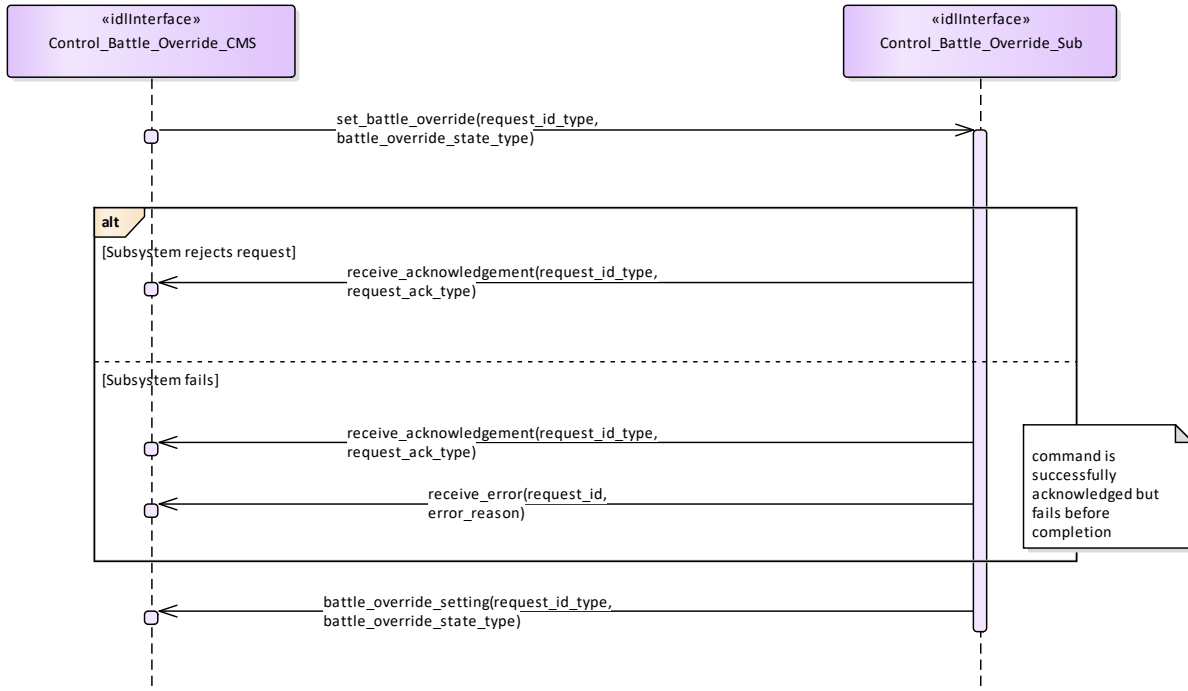 «idlInterface»
Control_Battle_Override_CMS
«idlInterface»
Control_Battle_Override_Sub
set_battle_override(request_id_type,
battle_override_state_type)
alt
[Subsystem rejects request]
receive_acknowledgement(request_id_type,
request_ack_type)
[Subsystem fails]
receive_acknowledgement(request_id_type,
request_ack_type)
command is
successfully
acknowledged but
fails before
completion
receive_error(request_id,
error_reason)
battle_override_setting(request_id_type,
battle_override_state_type)